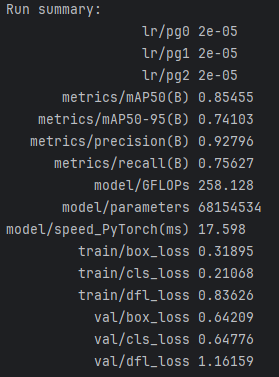 Run summary:
lr/pg0 2e-05
lr/pg1 2e-05
lr/pg2 2e-05
metrics/mAP50(B) 0.85455
metrics/mAP50-95(B) 0.74103
metrics/precision(B) 0.92796
metrics/recall(B) 0.75627
model/GFLOPs 258.128
model/parameters 68154534
model/speed_PyTorch(ms) 17.598
train/box_loss 0.31895
train/cls_loss 0.21068
train/dfl_loss 0.83626
val/box_loss 0.64209
val/cls_loss 0.64776
val/dfl_loss 1.16159